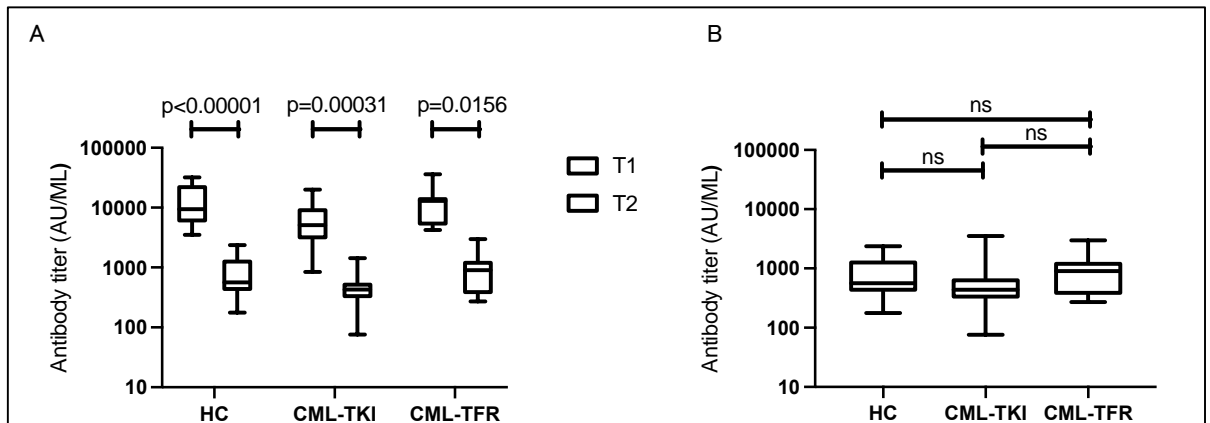 A
p<0.00001 p=0.00031 p=0.0156
100000
10000
1000
100
10
Antibody titer (AU/ML)
HC CML-TKI CML-TFR
T1
T2
B
ns
ns
ns
100000
10000
1000
100
10
Antibody titer (AU/ML)
HC CML-TKI CML-TFR